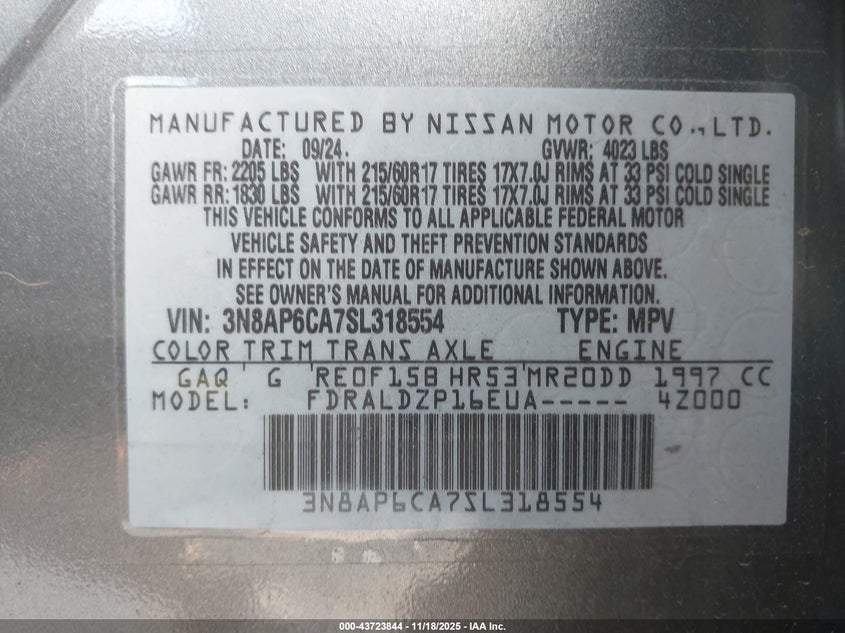 MANUFACTURED BY NISSAN MOTOR CO., LTD.
DATE: 09/24. GVWR: 4023 LBS
GAWR FR: 2205 LBS WITH 215/60R17 TIRES 17X7.0J RIMS AT 33 PSI COLD SINGLE
GAWR RR: 1830 LBS WITH 215/60R17 TIRES 17X7.0J RIMS AT 33 PSI COLD SINGLE
THIS VEHICLE CONFORMS TO ALL APPLICABLE FEDERAL MOTOR
VEHICLE SAFETY AND THEFT PREVENTION STANDARDS
IN EFFECT ON THE DATE OF MANUFACTURE SHOWN ABOVE.
SEE OWNER'S MANUAL FOR ADDITIONAL INFORMATION.
VIN: 3N8AP6CA7SL318554 TYPE: MPV
COLOR TRIM TRANS AXLE ENGINE
GAQ G RE0F15B HR53 MR20DD 1997 CC
MODEL: FDRALDZP16EUA----- 4Z000
3N8AP6CA7SL318554
000-43723844 - 11/18/2025 - IAA Inc.